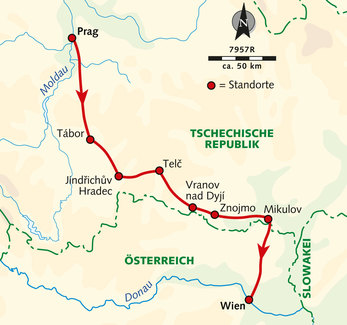 N
Prag
7957R
ca. 50 km
= Standorte
Moldau
Tábor
TSCHECHISCHE
REPUBLIK
Telč
Jindřichův
Hradec
Vranov
nad Dyjí
Znojmo
Mikulov
ÖSTERREICH
SLOWAKEI
Donau
Wien